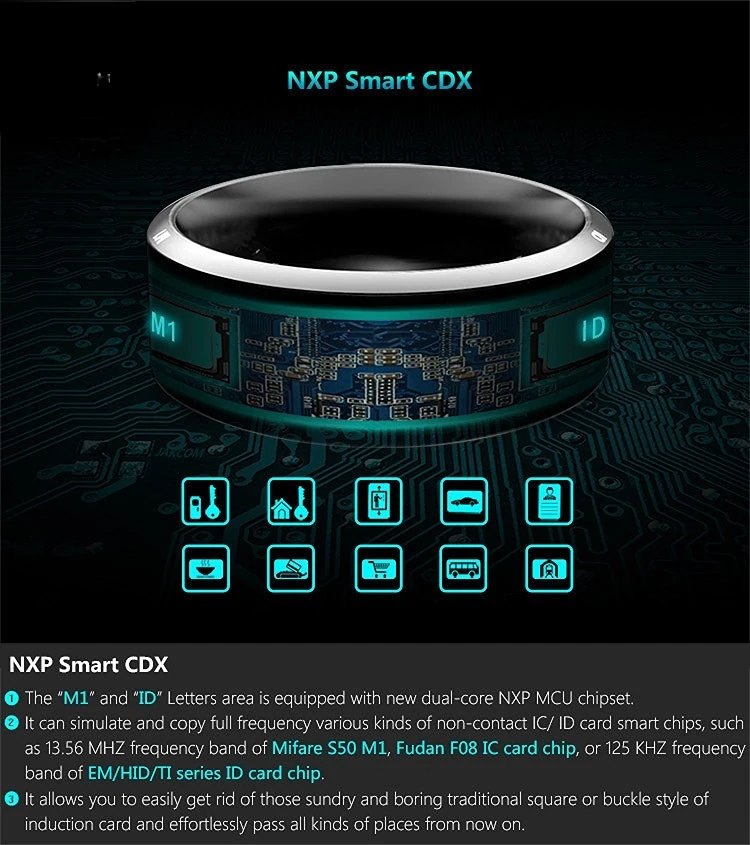 NXP Smart CDX
M1
ID
JAKCOM
NXP Smart CDX
1 The “M1” and “ID” Letters area is equipped with new dual-core NXP MCU chipset.
2 It can simulate and copy full frequency various kinds of non-contact IC/ ID card smart chips, such
as 13.56 MHZ frequency band of Mifare S50 M1, Fudan F08 IC card chip, or 125 KHZ frequency
band of EM/HID/TI series ID card chip.
3 It allows you to easily get rid of those sundry and boring traditional square or buckle style of
induction card and effortlessly pass all kinds of places from now on.